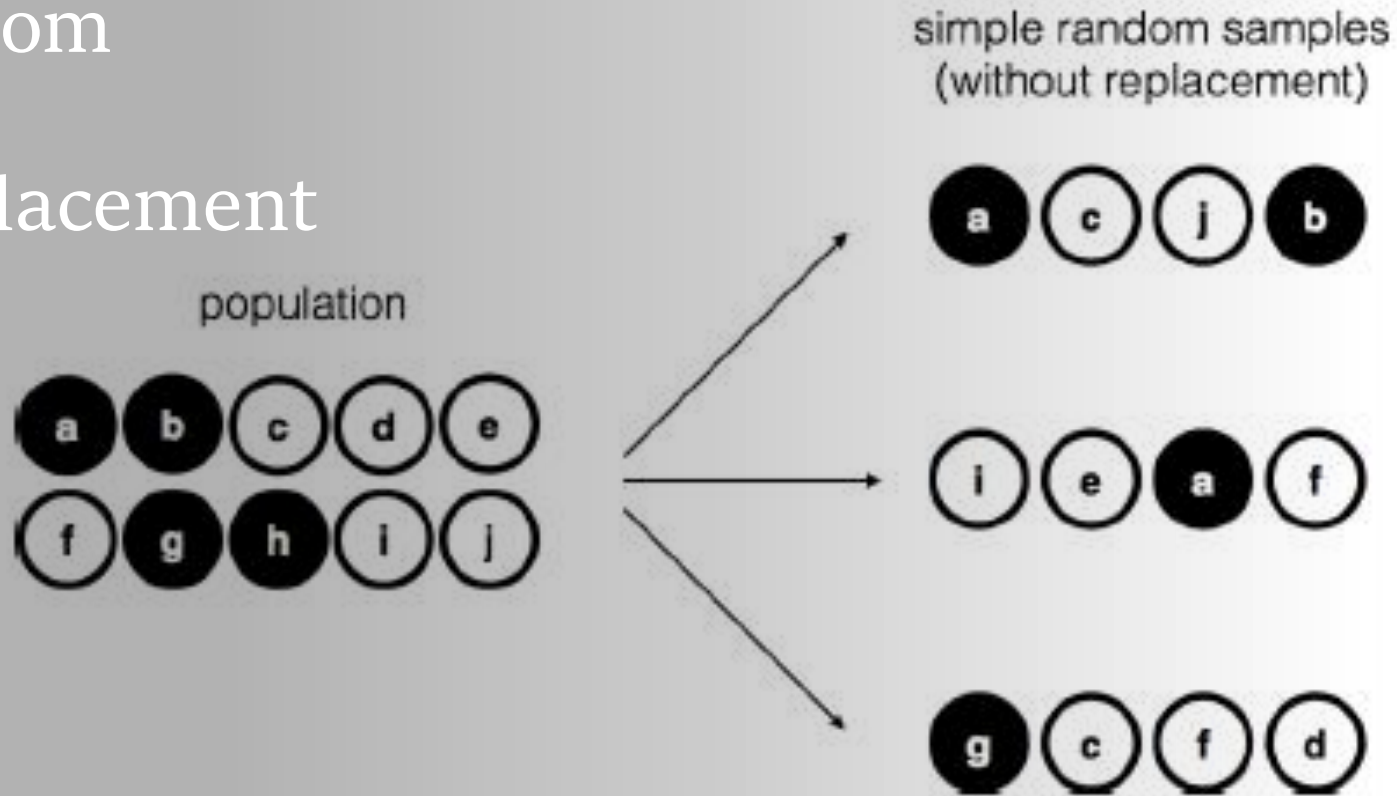 om
lacement
simple random samples
(without replacement)
population
a b c d e
f g h i j
a c j b
i e a f
g c f d